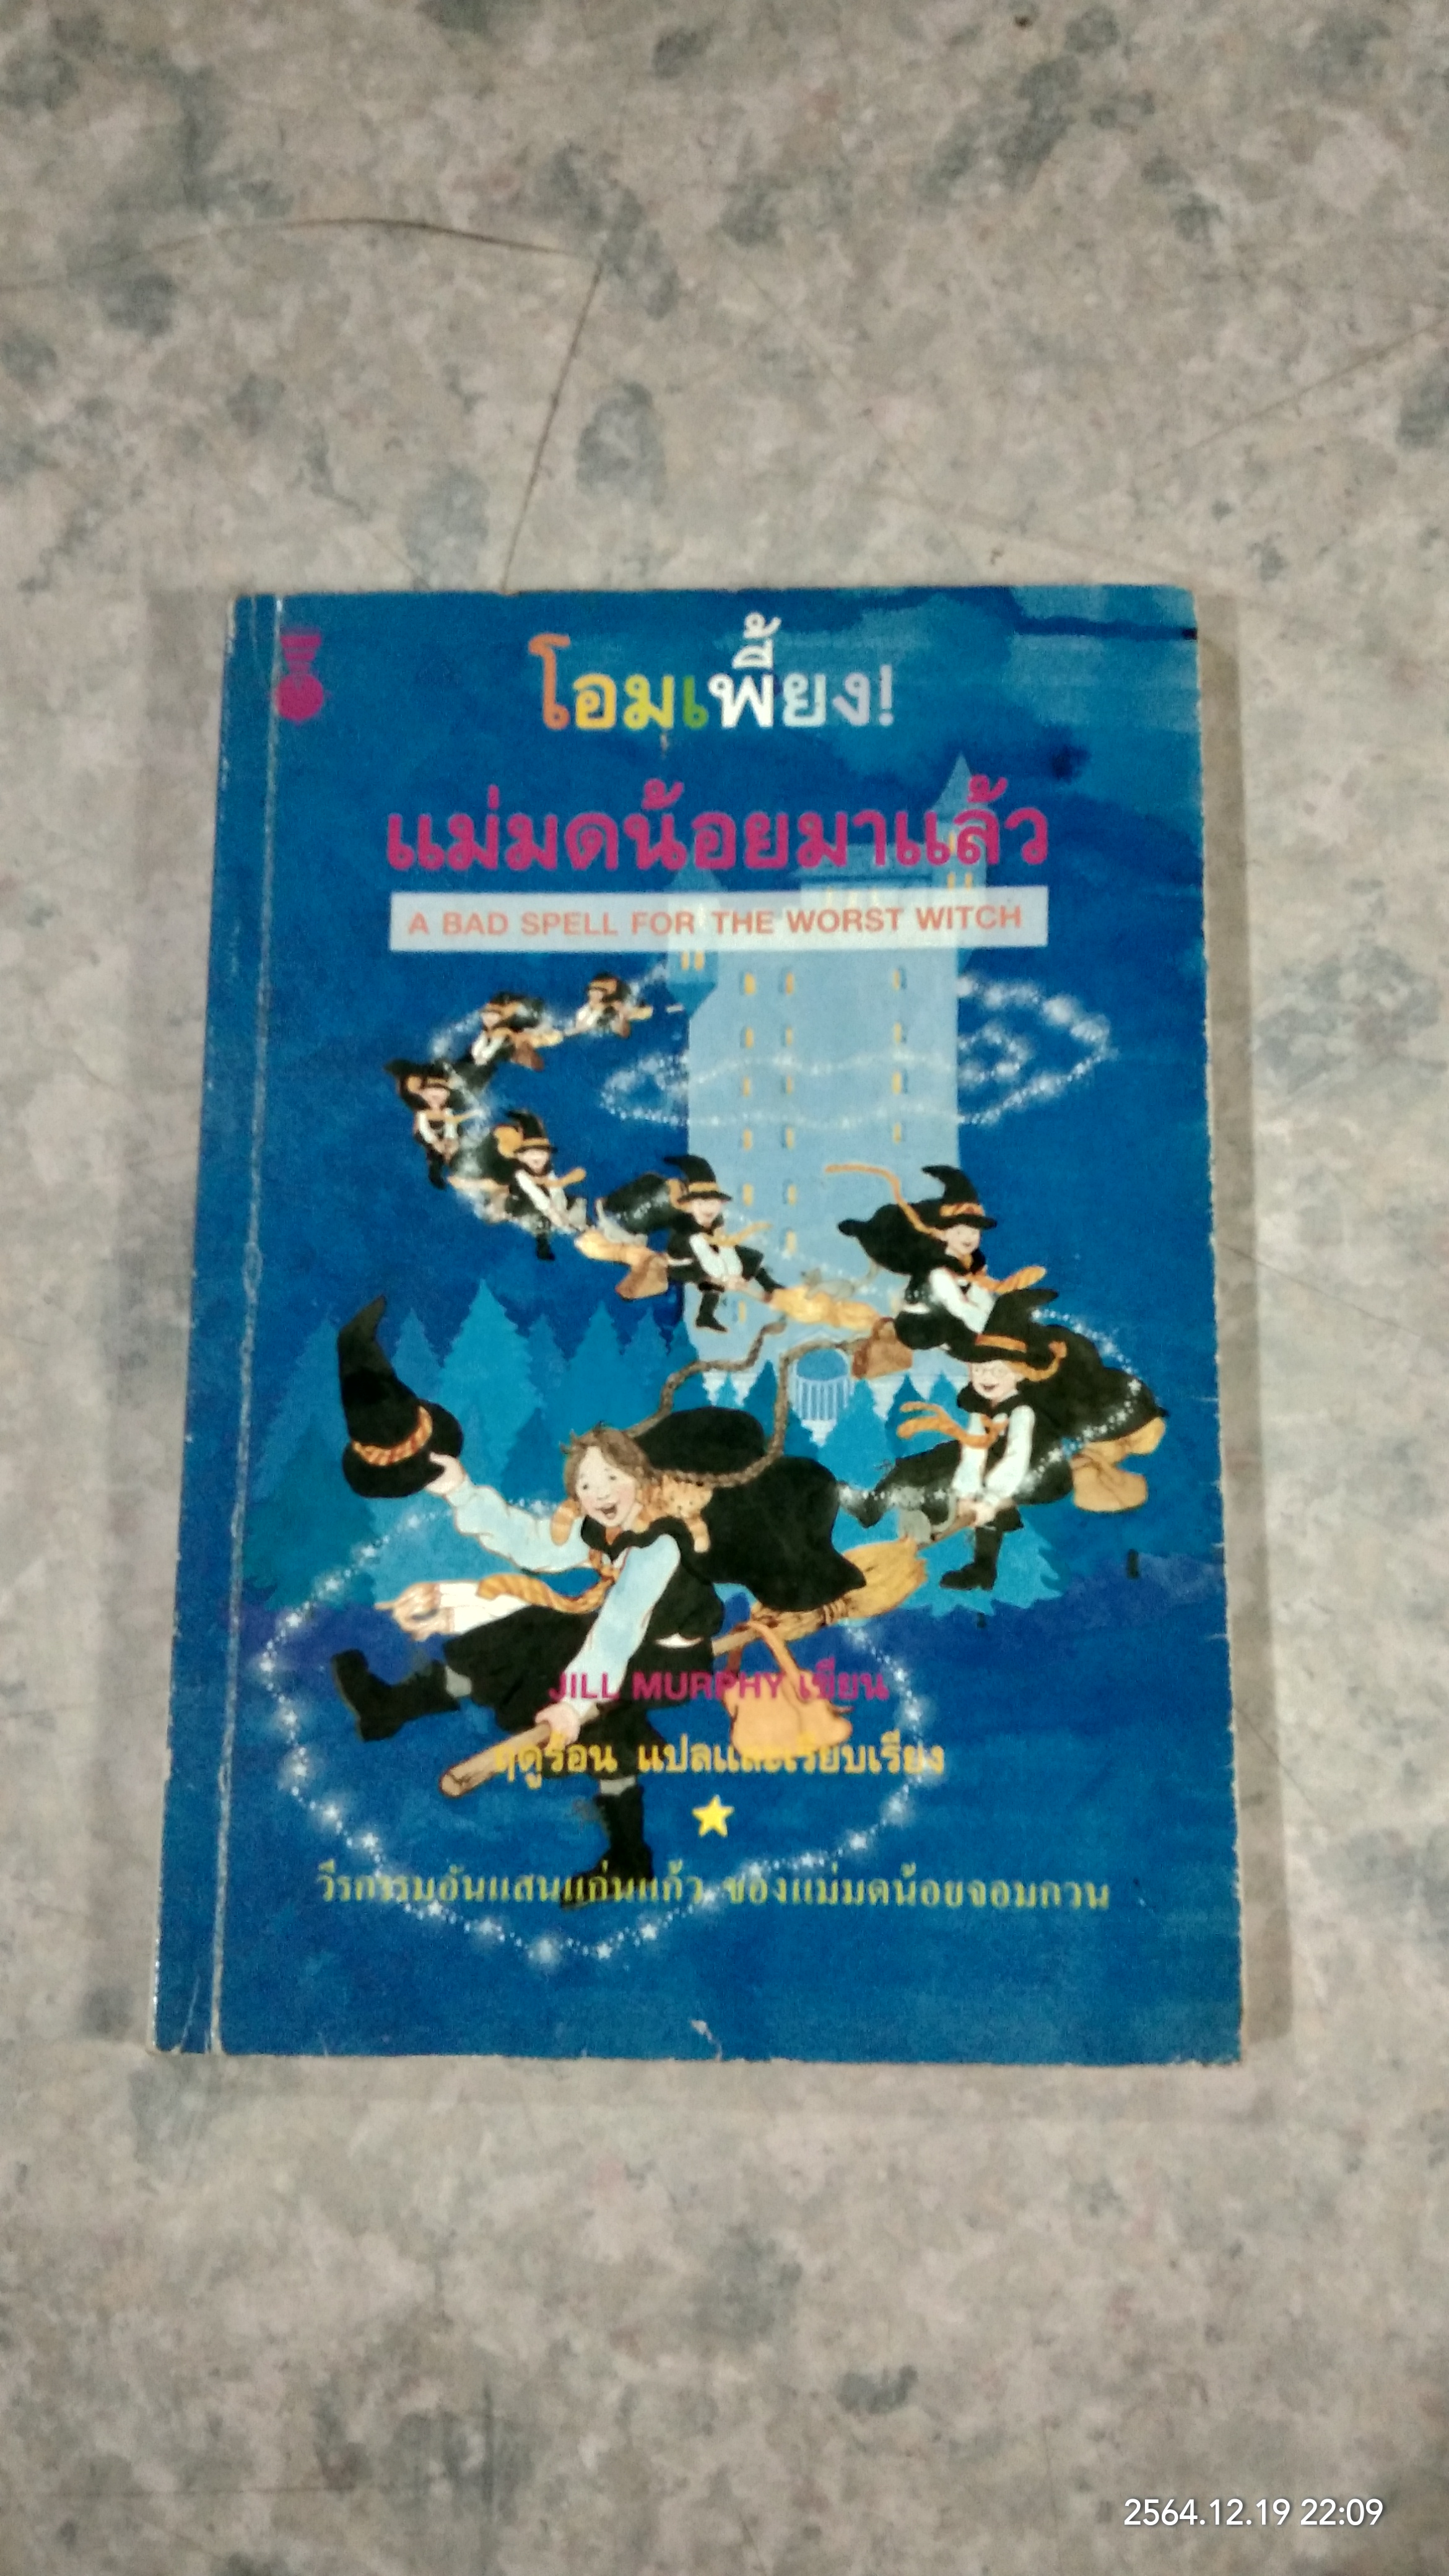 โอมเพี้ยง!
แม่มดน้อยมาแล้ว
A BAD SPELL FOR THE WORST WITCH
JILL MURPHY เขียน
ฤดูร้อน แปลและเรียบเรียง
วีรกรรมอันแสนแก่นแก้ว ของแม่มดน้อยจอมกวน
2564.12.19 22:09